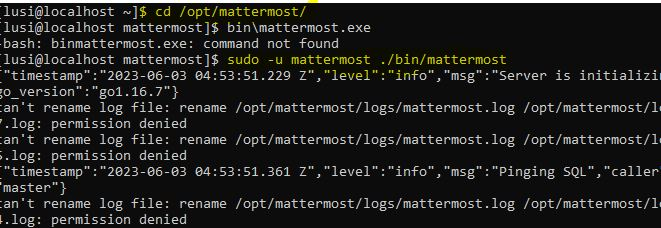 [lusi@localhost ~]$ cd /opt/mattermost/
[lusi@localhost mattermost]$ bin\mattermost.exe
-bash: binmattermost.exe: command not found
[lusi@localhost mattermost]$ sudo -u mattermost ./bin/mattermost
{"timestamp":"2023-06-03 04:53:51.229 Z","level":"info","msg":"Server is initializin
go_version":"go1.16.7"}
can't rename log file: rename /opt/mattermost/logs/mattermost.log /opt/mattermost/lo
7.log: permission denied
can't rename log file: rename /opt/mattermost/logs/mattermost.log /opt/mattermost/lo
5.log: permission denied
{"timestamp":"2023-06-03 04:53:51.361 Z","level":"info","msg":"Pinging SQL","caller"
"master"}
can't rename log file: rename /opt/mattermost/logs/mattermost.log /opt/mattermost/lo
4.log: permission denied